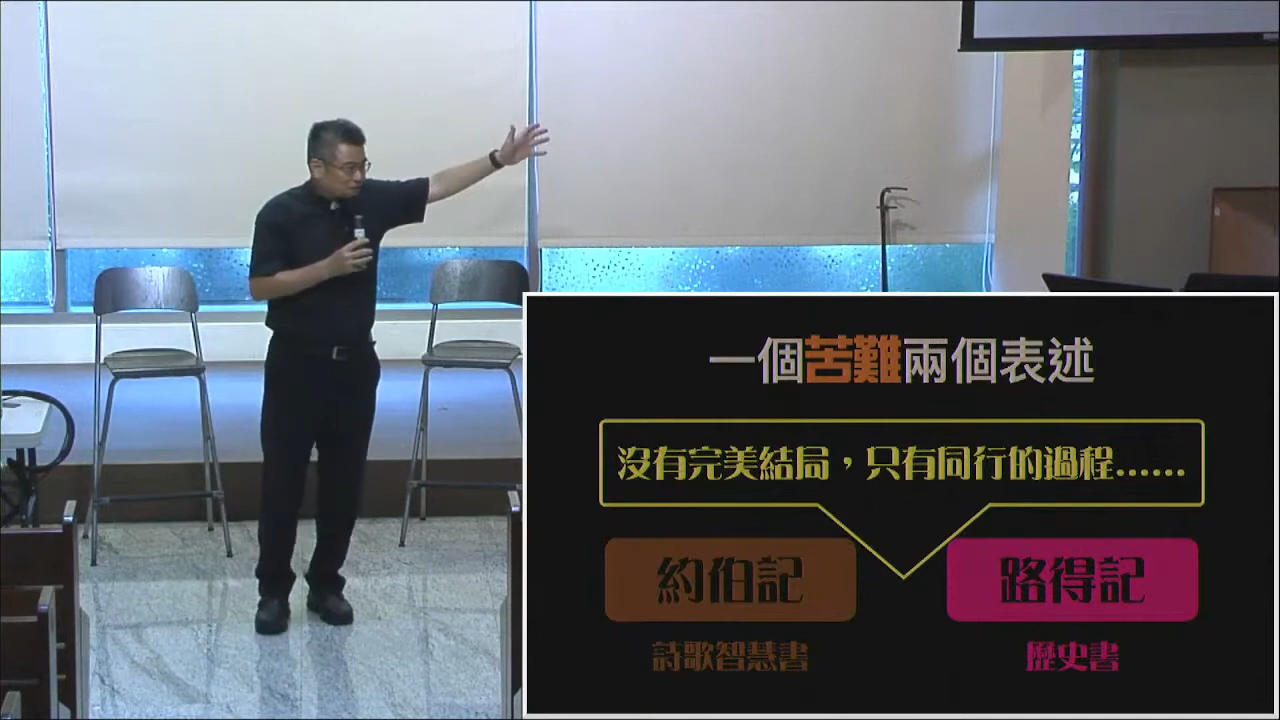 一個苦難兩個表述
沒有完美結局，只有同行的過程......
約伯記
路得記
詩歌智慧書
歷史書